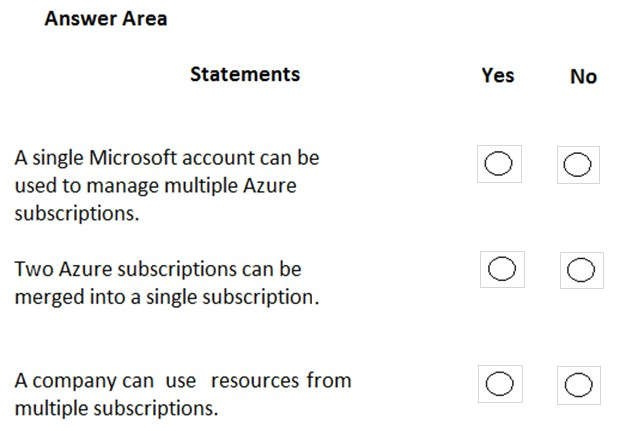 Answer Area
Statements Yes No
A single Microsoft account can be
used to manage multiple Azure
subscriptions.
Two Azure subscriptions can be
merged into a single subscription.
A company can use resources from
multiple subscriptions.